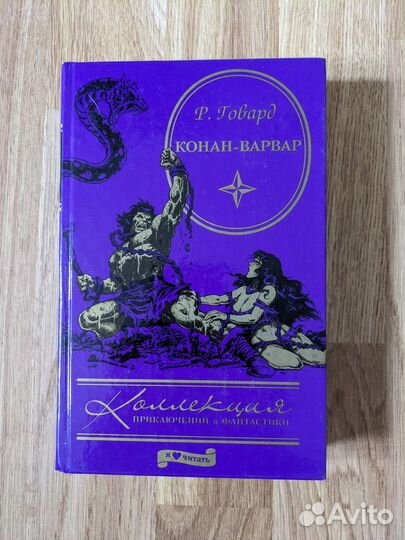 Р. Говард
КОНАН-ВАРВАР
Коллекция
ПРИКЛЮЧЕНИЙ & ФАНТАСТИКИ
я ♥ читать
Avito